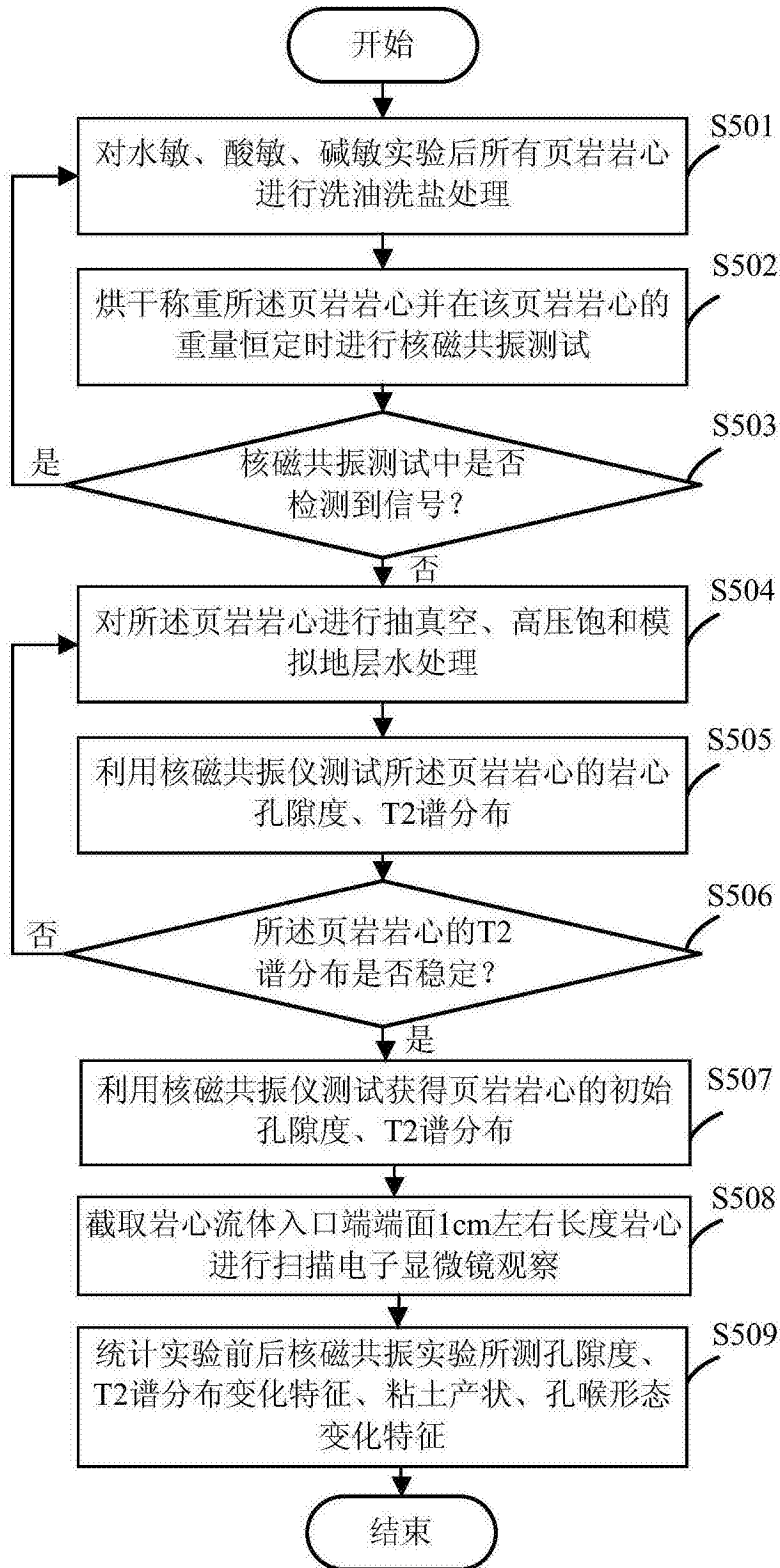 开始
S501
对水敏、酸敏、碱敏实验后所有页岩岩心
进行洗油洗盐处理
S502
烘干称重所述页岩岩心并在该页岩岩心的
重量恒定时进行核磁共振测试
S503
是
核磁共振测试中是否
检测到信号?
否
S504
对所述页岩岩心进行抽真空、高压饱和模
拟地层水处理
S505
利用核磁共振仪测试所述页岩岩心的岩心
孔隙度、T2谱分布
S506
否
所述页岩岩心的T2
谱分布是否稳定?
是
S507
利用核磁共振仪测试获得页岩岩心的初始
孔隙度、T2谱分布
S508
截取岩心流体入口端端面1cm左右长度岩心
进行扫描电子显微镜观察
S509
统计实验前后核磁共振实验所测孔隙度、
T2谱分布变化特征、粘土产状、孔喉形态
变化特征
结束